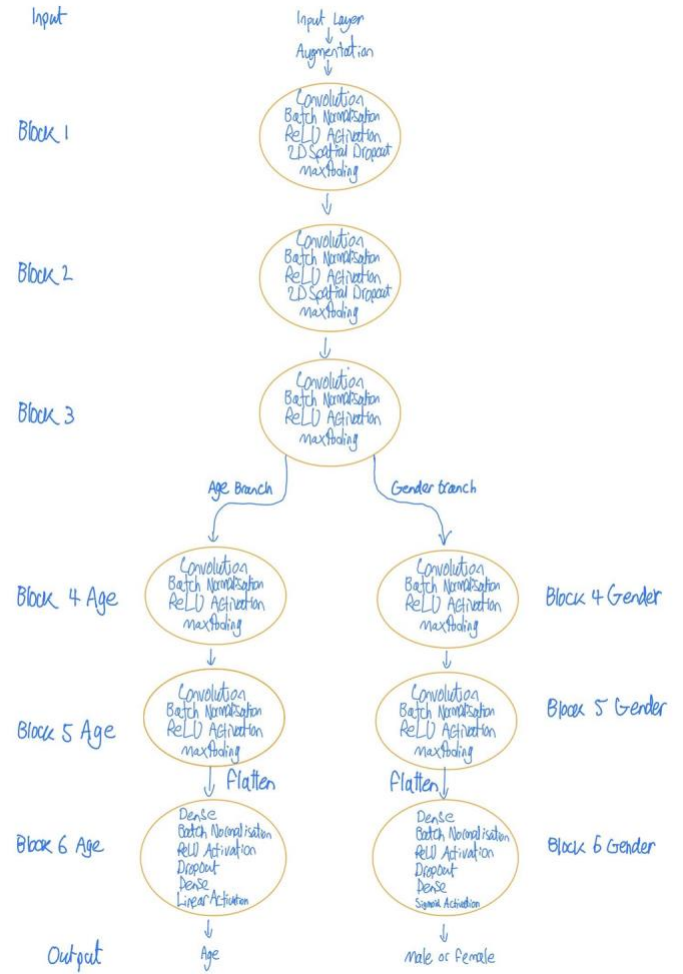 Input
Input Layer
Augmentation
Block 1
Convolution
Batch Normalisation
ReLU Activation
2D Spatial Dropout
MaxPooling
Block 2
Convolution
Batch Normalisation
ReLU Activation
2D Spatial Dropout
MaxPooling
Block 3
Convolution
Batch Normalisation
ReLU Activation
MaxPooling
Age Branch
Gender branch
Block 4 Age
Convolution
Batch Normalisation
ReLU Activation
MaxPooling
Convolution
Batch Normalisation
ReLU Activation
MaxPooling
Block 4 Gender
Block 5 Age
Convolution
Batch Normalisation
ReLU Activation
MaxPooling
Convolution
Batch Normalisation
ReLU Activation
MaxPooling
Block 5 Gender
Flatten
Flatten
Block 6 Age
Dense
Batch Normalisation
ReLU Activation
Dropout
Dense
Linear Activation
Dense
Batch Normalisation
ReLU Activation
Dropout
Dense
Sigmoid Activation
Block 6 Gender
Output
Age
Male or Female